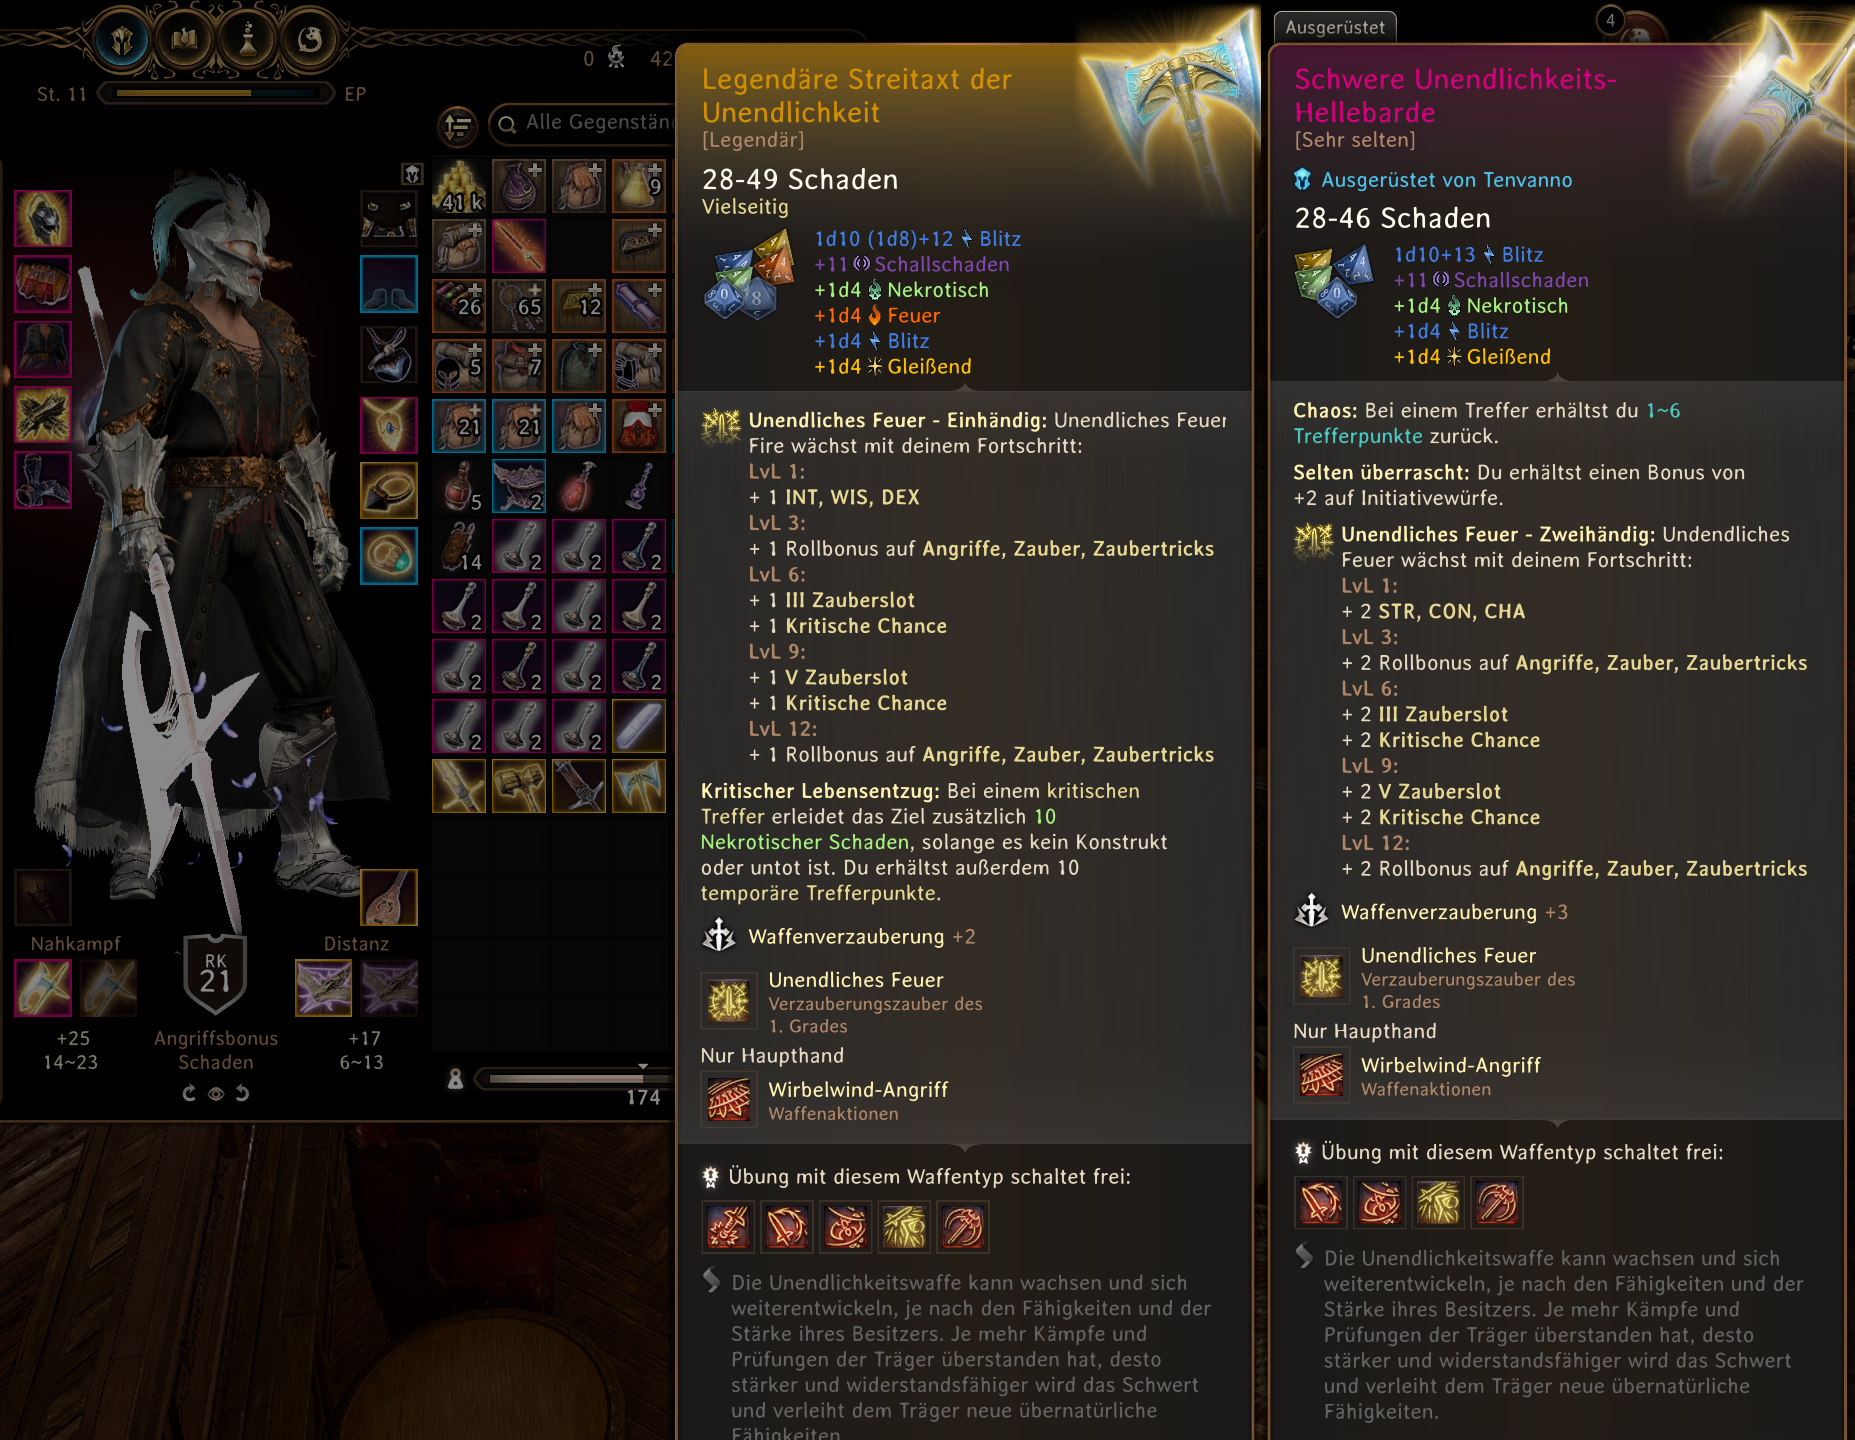 St. 11
EP
0
42
Alle Gegenstän
41 k
9
26
65
12
5
7
21
21
5
2
14
2
2
2
2
2
2
2
2
2
2
2
2
2
2
Nahkampf
Distanz
RK
21
+25
Angriffsbonus
+17
14~23
Schaden
6~13
174
Legendäre Streitaxt der
Unendlichkeit
[Legendär]
28-49 Schaden
Vielseitig
1d10 (1d8)+12 Blitz
+11 Schallschaden
+1d4 Nekrotisch
+1d4 Feuer
+1d4 Blitz
+1d4 Gleißend
Unendliches Feuer - Einhändig: Unendliches Feuer
Fire wächst mit deinem Fortschritt:
LvL 1:
+ 1 INT, WIS, DEX
LvL 3:
+ 1 Rollbonus auf Angriffe, Zauber, Zaubertricks
LvL 6:
+ 1 III Zauberslot
+ 1 Kritische Chance
LvL 9:
+ 1 V Zauberslot
+ 1 Kritische Chance
LvL 12:
+ 1 Rollbonus auf Angriffe, Zauber, Zaubertricks
Kritischer Lebensentzug: Bei einem kritischen
Treffer erleidet das Ziel zusätzlich 10
Nekrotischer Schaden, solange es kein Konstrukt
oder untot ist. Du erhältst außerdem 10
temporäre Trefferpunkte.
Waffenverzauberung +2
Unendliches Feuer
Verzauberungszauber des
1. Grades
Nur Haupthand
Wirbelwind-Angriff
Waffenaktionen
Übung mit diesem Waffentyp schaltet frei:
Die Unendlichkeitswaffe kann wachsen und sich
weiterentwickeln, je nach den Fähigkeiten und der
Stärke ihres Besitzers. Je mehr Kämpfe und
Prüfungen der Träger überstanden hat, desto
stärker und widerstandsfähiger wird das Schwert
und verleiht dem Träger neue übernatürliche
Fähigkeiten.
Ausgerüstet
4
Schwere Unendlichkeits-
Hellebarde
[Sehr selten]
Ausgerüstet von Tenvanno
28-46 Schaden
1d10+13 Blitz
+11 Schallschaden
+1d4 Nekrotisch
+1d4 Blitz
+1d4 Gleißend
Chaos: Bei einem Treffer erhältst du 1~6
Trefferpunkte zurück.
Selten überrascht: Du erhältst einen Bonus von
+2 auf Initiativewürfe.
Unendliches Feuer - Zweihändig: Undendliches
Feuer wächst mit deinem Fortschritt:
LvL 1:
+ 2 STR, CON, CHA
LvL 3:
+ 2 Rollbonus auf Angriffe, Zauber, Zaubertricks
LvL 6:
+ 2 III Zauberslot
+ 2 Kritische Chance
LvL 9:
+ 2 V Zauberslot
+ 2 Kritische Chance
LvL 12:
+ 2 Rollbonus auf Angriffe, Zauber, Zaubertricks
Waffenverzauberung +3
Unendliches Feuer
Verzauberungszauber des
1. Grades
Nur Haupthand
Wirbelwind-Angriff
Waffenaktionen
Übung mit diesem Waffentyp schaltet frei:
Die Unendlichkeitswaffe kann wachsen und sich
weiterentwickeln, je nach den Fähigkeiten und der
Stärke ihres Besitzers. Je mehr Kämpfe und
Prüfungen der Träger überstanden hat, desto
stärker und widerstandsfähiger wird das Schwert
und verleiht dem Träger neue übernatürliche
Fähigkeiten.